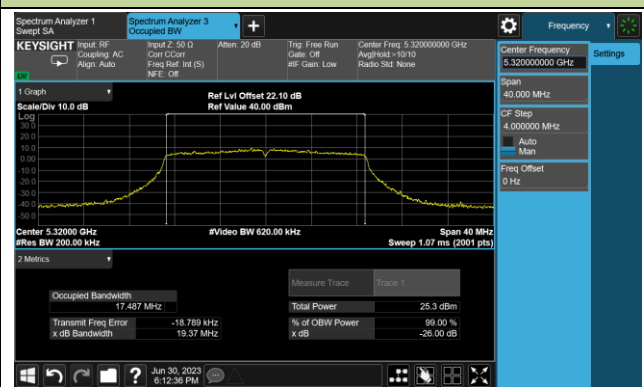 Spectrum Analyzer 1
Swept SA
Spectrum Analyzer 3
Occupied BW
Frequency
KEYSIGHT
Input: RF
Coupling: AC
Align: Auto
Input Z: 50 Ω
Corr CCorr
Freq Ref: Int (S)
NFE: Off
Atten: 20 dB
Trig: Free Run
Gate: Off
#IF Gain: Low
Center Freq: 5.320000000 GHz
Avg|Hold:>10/10
Radio Std: None
Center Frequency
5.320000000 GHz
Settings
Span
40.000 MHz
CF Step
4.000000 MHz
Auto
Man
Freq Offset
0 Hz
1 Graph
Scale/Div 10.0 dB
Ref Lvl Offset 22.10 dB
Ref Value 40.00 dBm
Log
30.0
20.0
10.0
0.00
-10.0
-20.0
-30.0
-40.0
-50.0
Center 5.32000 GHz
#Res BW 200.00 kHz
#Video BW 620.00 kHz
Span 40 MHz
Sweep 1.07 ms (2001 pts)
2 Metrics
Measure Trace
Trace 1
Occupied Bandwidth
17.487 MHz
Total Power
25.3 dBm
Transmit Freq Error
-18.789 kHz
% of OBW Power
99.00 %
x dB Bandwidth
19.37 MHz
x dB
-26.00 dB
Jun 30, 2023
6:12:36 PM